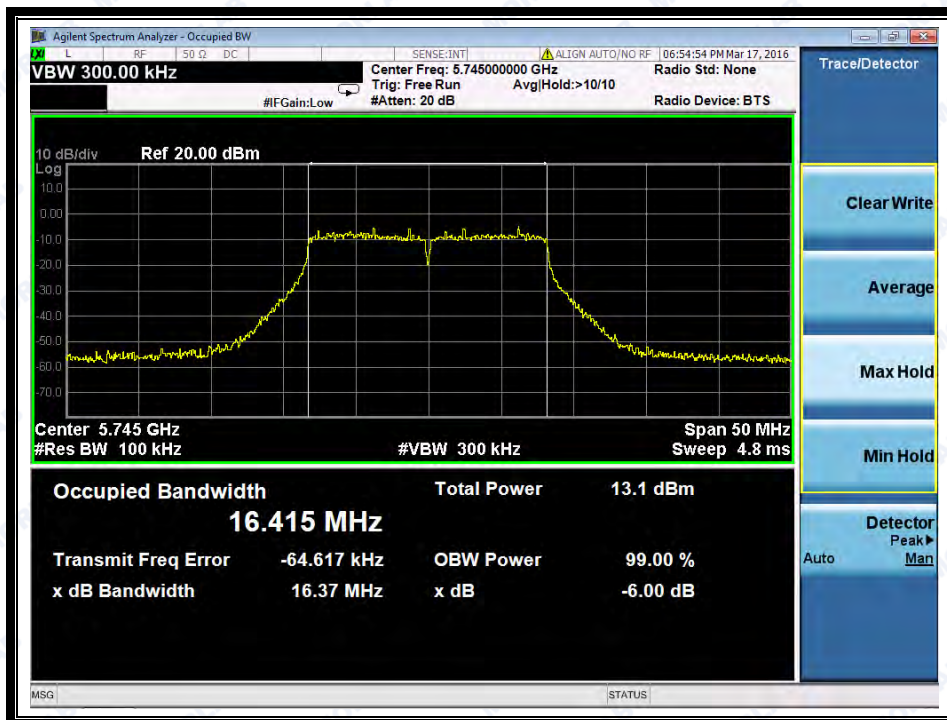 Agilent Spectrum Analyzer - Occupied BW
LXI L RF 50 Ω DC SENSE:INT ALIGN AUTO/NO RF 06:54:54 PM Mar 17, 2016
VBW 300.00 kHz
Center Freq: 5.745000000 GHz Radio Std: None
Trig: Free Run Avg|Hold:>10/10
#IFGain:Low #Atten: 20 dB Radio Device: BTS
10 dB/div Ref 20.00 dBm
Log
10.0
0.00
-10.0
-20.0
-30.0
-40.0
-50.0
-60.0
-70.0
Center 5.745 GHz Span 50 MHz
#Res BW 100 kHz #VBW 300 kHz Sweep 4.8 ms
Occupied Bandwidth Total Power 13.1 dBm
16.415 MHz
Transmit Freq Error -64.617 kHz OBW Power 99.00 %
x dB Bandwidth 16.37 MHz x dB -6.00 dB
MSG STATUS
Trace/Detector
Clear Write
Average
Max Hold
Min Hold
Detector
Peak▶
Auto Man